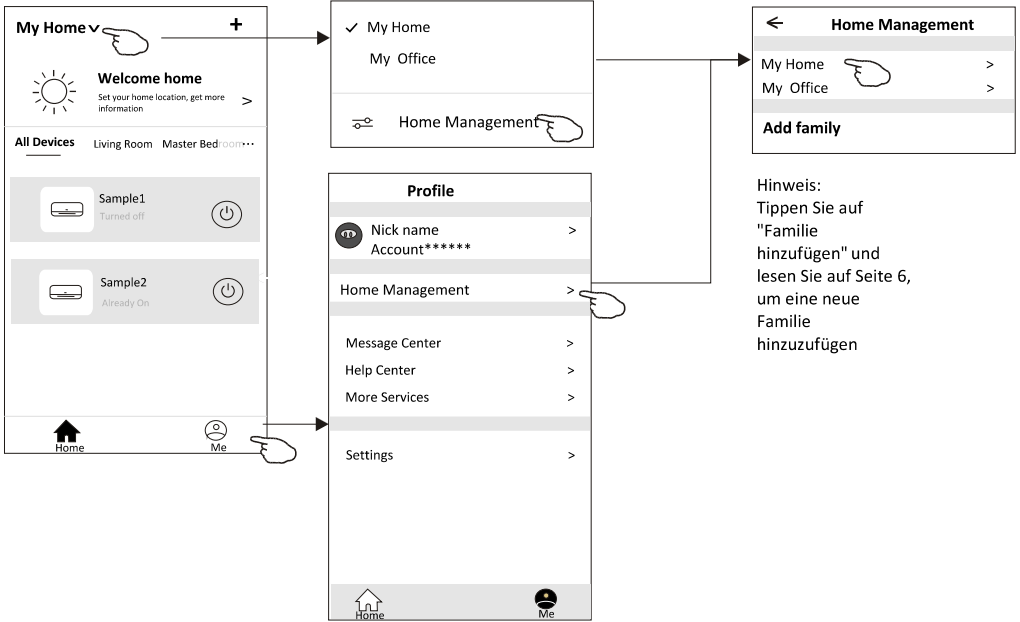 My Home
+
Welcome home
Set your home location, get more
information
>
All Devices Living Room Master Bedroom ...
Sample1
Turned off
Sample2
Already On
Home
Me
✓ My Home
My Office
Home Management
Profile
Nick name >
Account******
Home Management >
Message Center >
Help Center >
More Services >
Settings >
Home
Me
← Home Management
My Home >
My Office >
Add family
Hinweis:
Tippen Sie auf
"Familie
hinzufügen" und
lesen Sie auf Seite 6,
um eine neue
Familie
hinzuzufügen